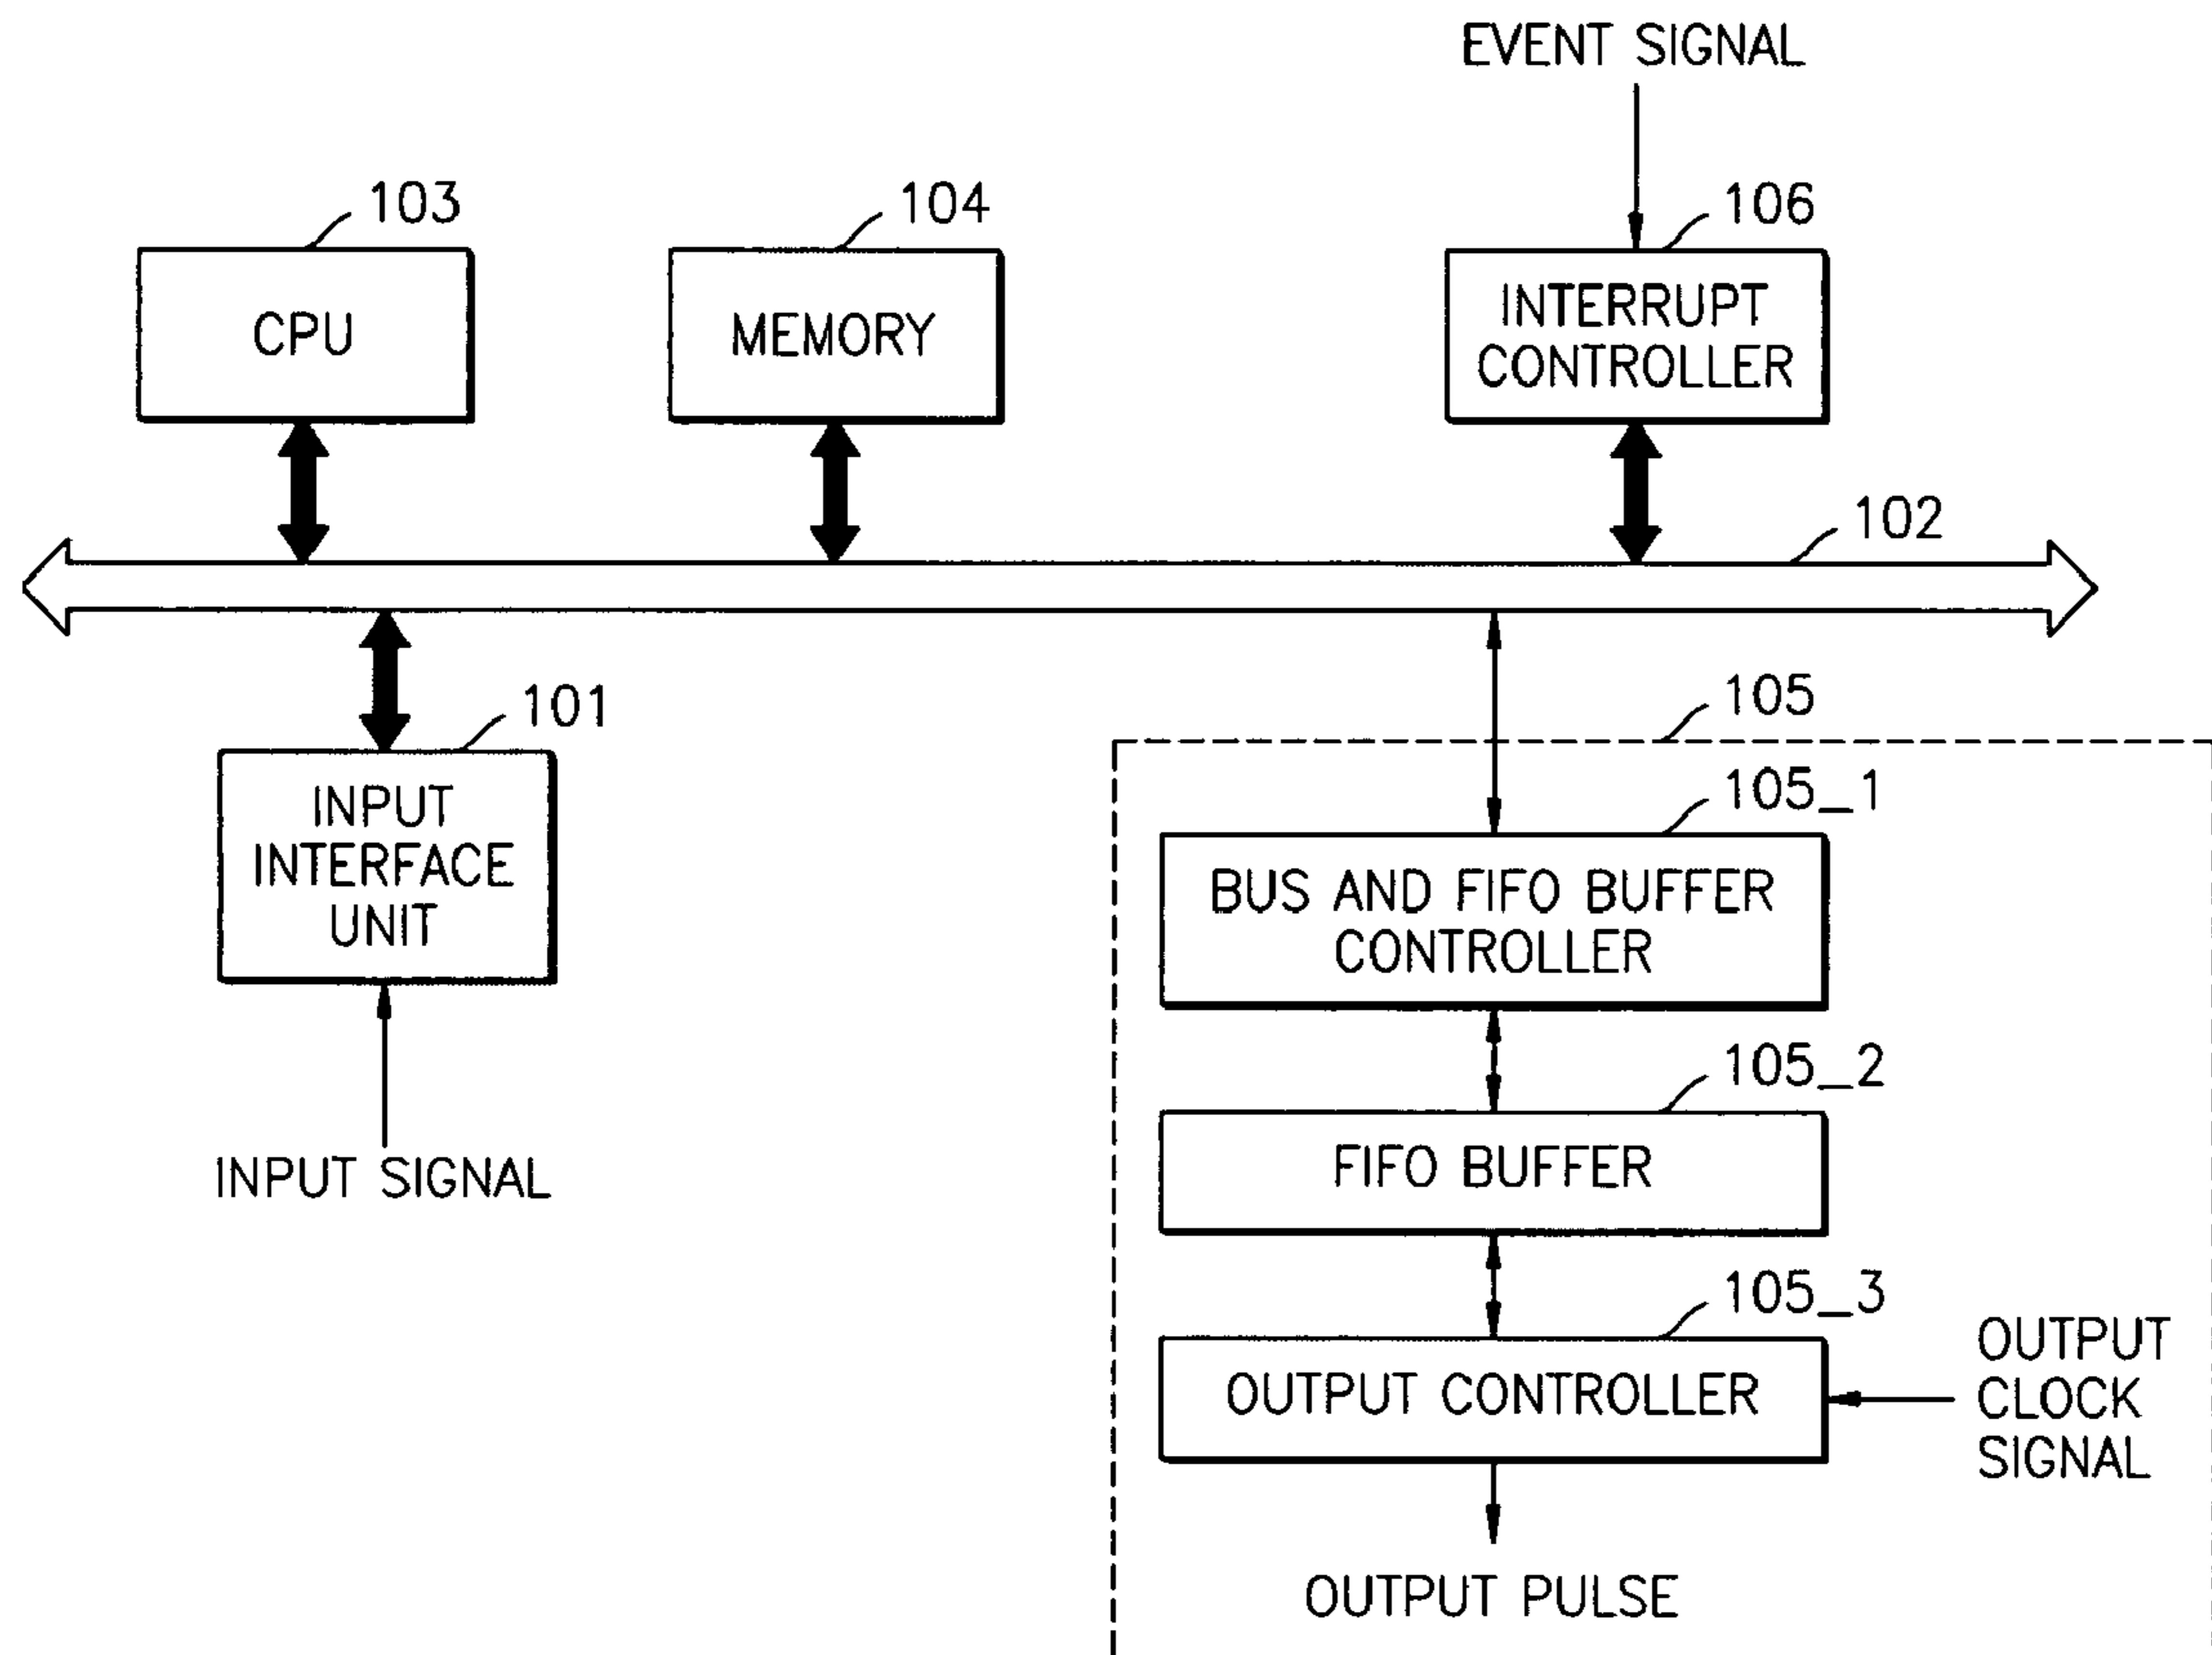 EVENT SIGNAL
103
104
106
CPU
MEMORY
INTERRUPT
CONTROLLER
102
101
105
INPUT
INTERFACE
UNIT
105_1
BUS AND FIFO BUFFER
CONTROLLER
INPUT SIGNAL
105_2
FIFO BUFFER
105_3
OUTPUT CONTROLLER
OUTPUT
CLOCK
SIGNAL
OUTPUT PULSE